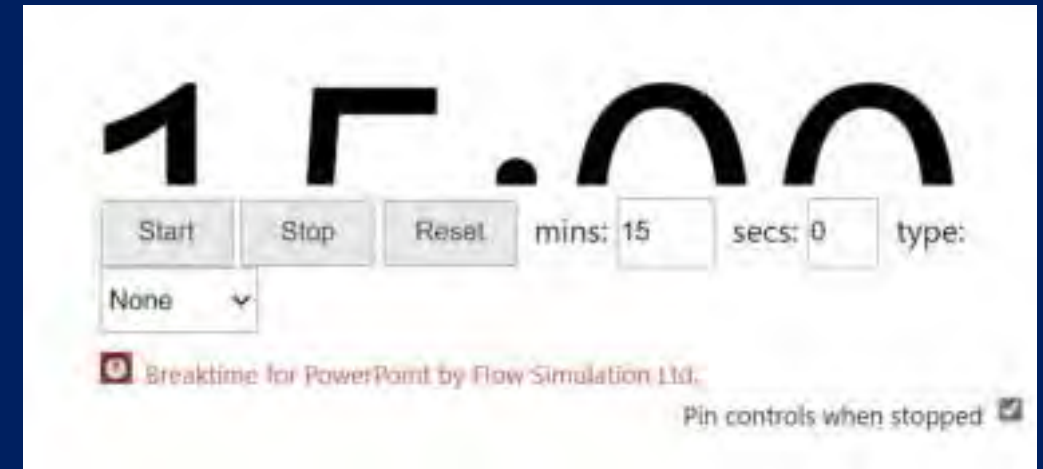 15:00
Start Stop Reset mins: 15 secs: 0 type:
None
Breaktime for PowerPoint by Flow Simulation Ltd.
Pin controls when stopped